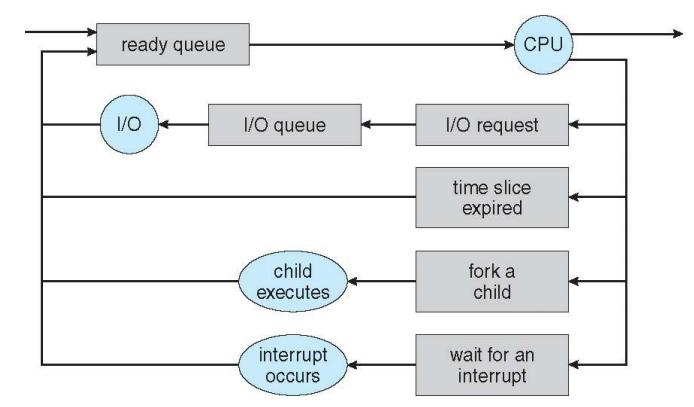 ready queue
CPU
I/O
I/O queue
I/O request
time slice
expired
child
executes
fork a
child
interrupt
occurs
wait for an
interrupt